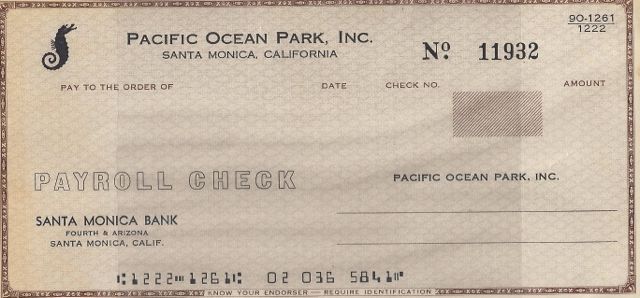 PACIFIC OCEAN PARK, INC.
SANTA MONICA, CALIFORNIA
90-1261
1222
Nº 11932
PAY TO THE ORDER OF DATE CHECK NO. AMOUNT
PAYROLL CHECK
PACIFIC OCEAN PARK, INC.
SANTA MONICA BANK
FOURTH & ARIZONA
SANTA MONICA, CALIF.
⑆1222⑉1261⑆ 02 036 5841⑈
KNOW YOUR ENDORSER — REQUIRE IDENTIFICATION